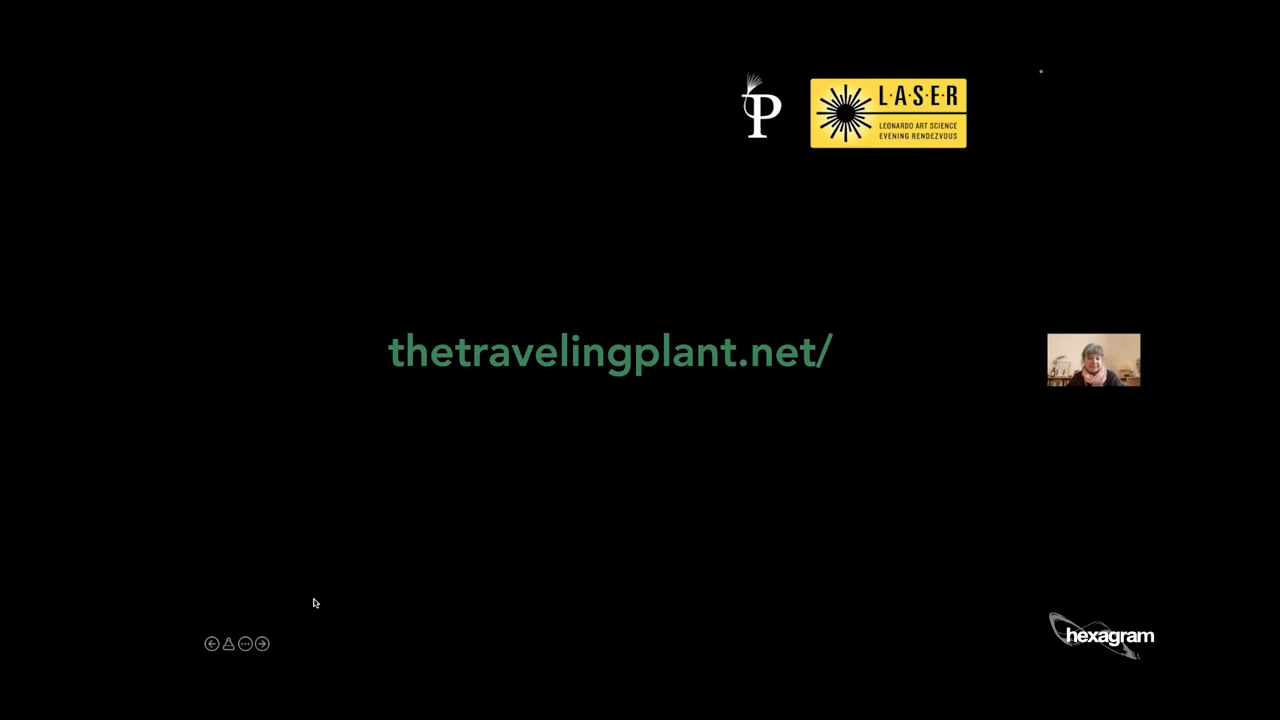 P
L·A·S·E·R
LEONARDO ART SCIENCE
EVENING RENDEZVOUS
thetravelingplant.net/
hexagram